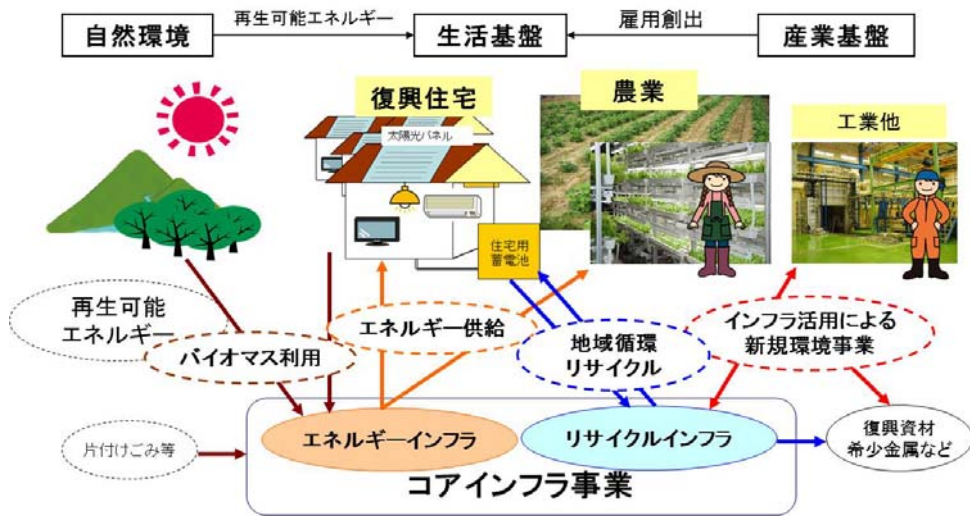 再生可能エネルギー
雇用創出
自然環境
生活基盤
産業基盤
復興住宅
農業
工業他
太陽光パネル
住宅用
蓄電池
再生可能
エネルギー
バイオマス利用
エネルギー供給
地域循環
リサイクル
インフラ活用による
新規環境事業
片付けごみ等
エネルギーインフラ
リサイクルインフラ
復興資材
希少金属など
コアインフラ事業